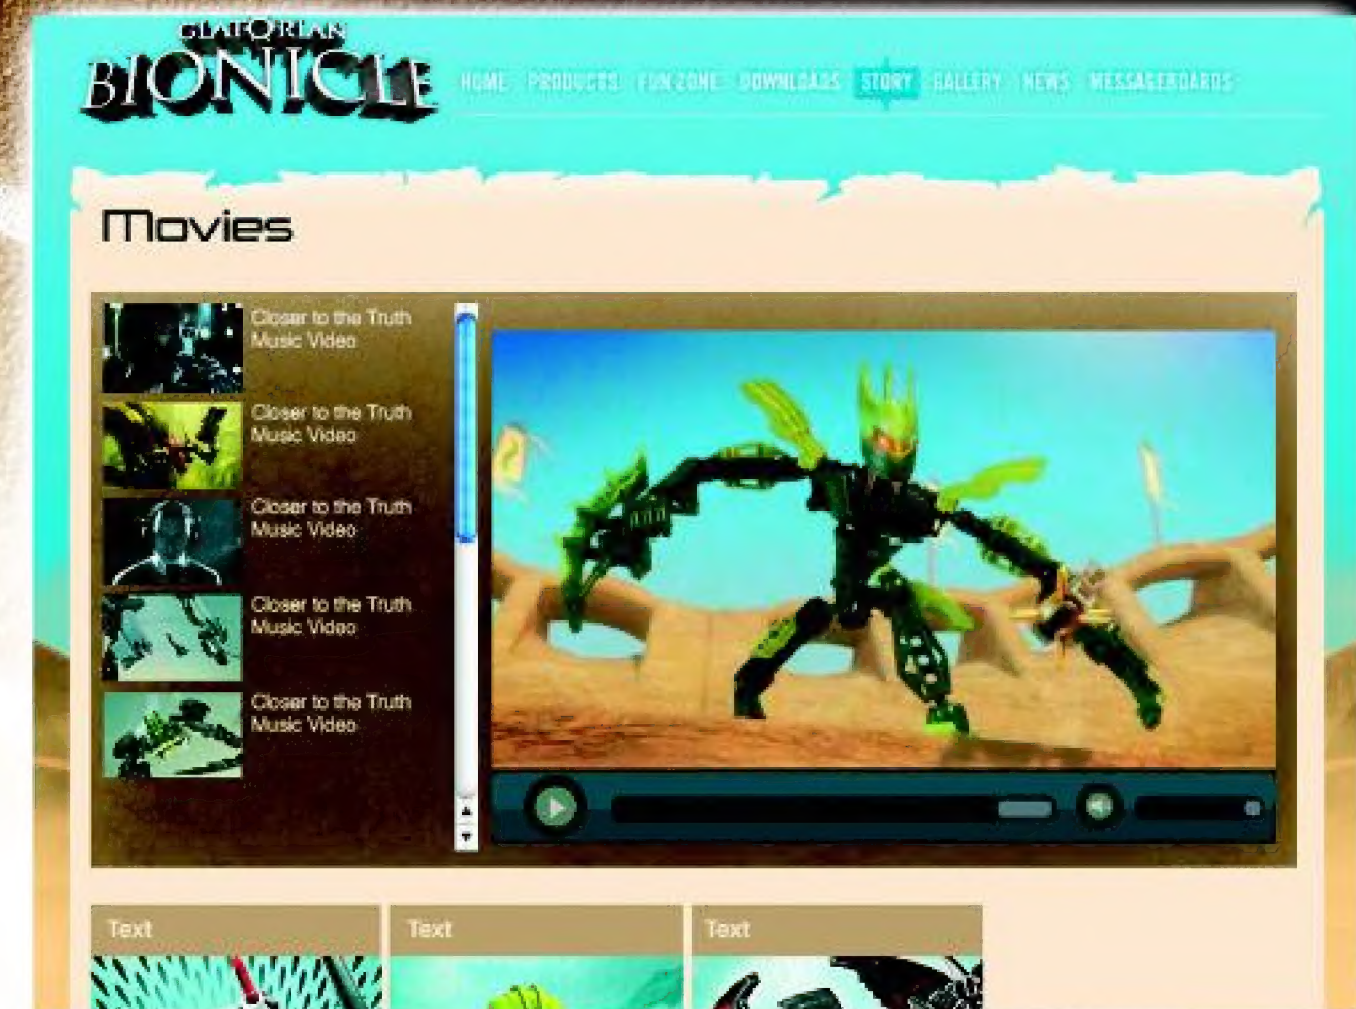 GLATORIAN
BIONICLE
HOME PRODUCTS FUN ZONE DOWNLOADS STORY GALLERY NEWS MESSAGEBOARDS
Movies
Closer to the Truth
Music Video
Closer to the Truth
Music Video
Closer to the Truth
Music Video
Closer to the Truth
Music Video
Closer to the Truth
Music Video
Text Text Text